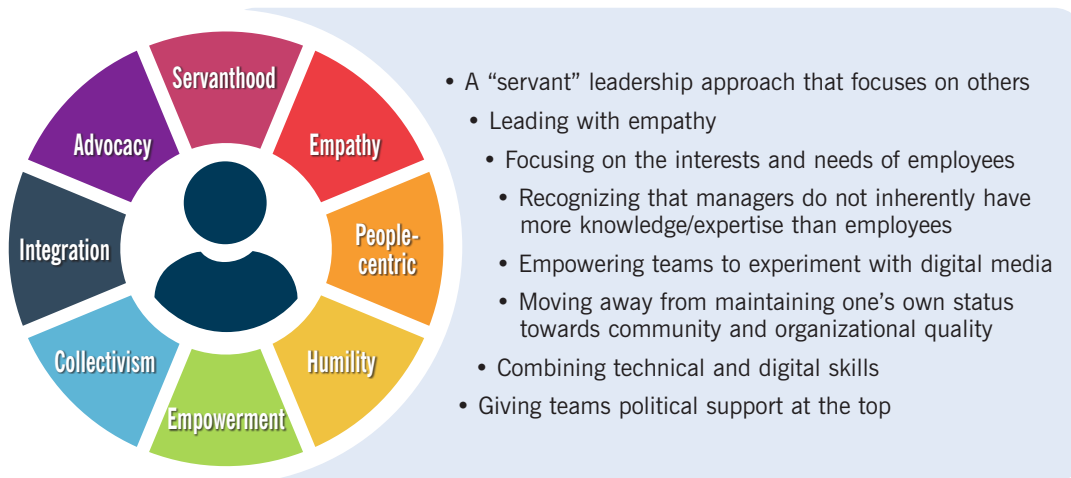 Servanthood
Empathy
People-
centric
Humility
Empowerment
Collectivism
Integration
Advocacy
• A “servant” leadership approach that focuses on others
• Leading with empathy
• Focusing on the interests and needs of employees
• Recognizing that managers do not inherently have
more knowledge/expertise than employees
• Empowering teams to experiment with digital media
• Moving away from maintaining one’s own status
towards community and organizational quality
• Combining technical and digital skills
• Giving teams political support at the top